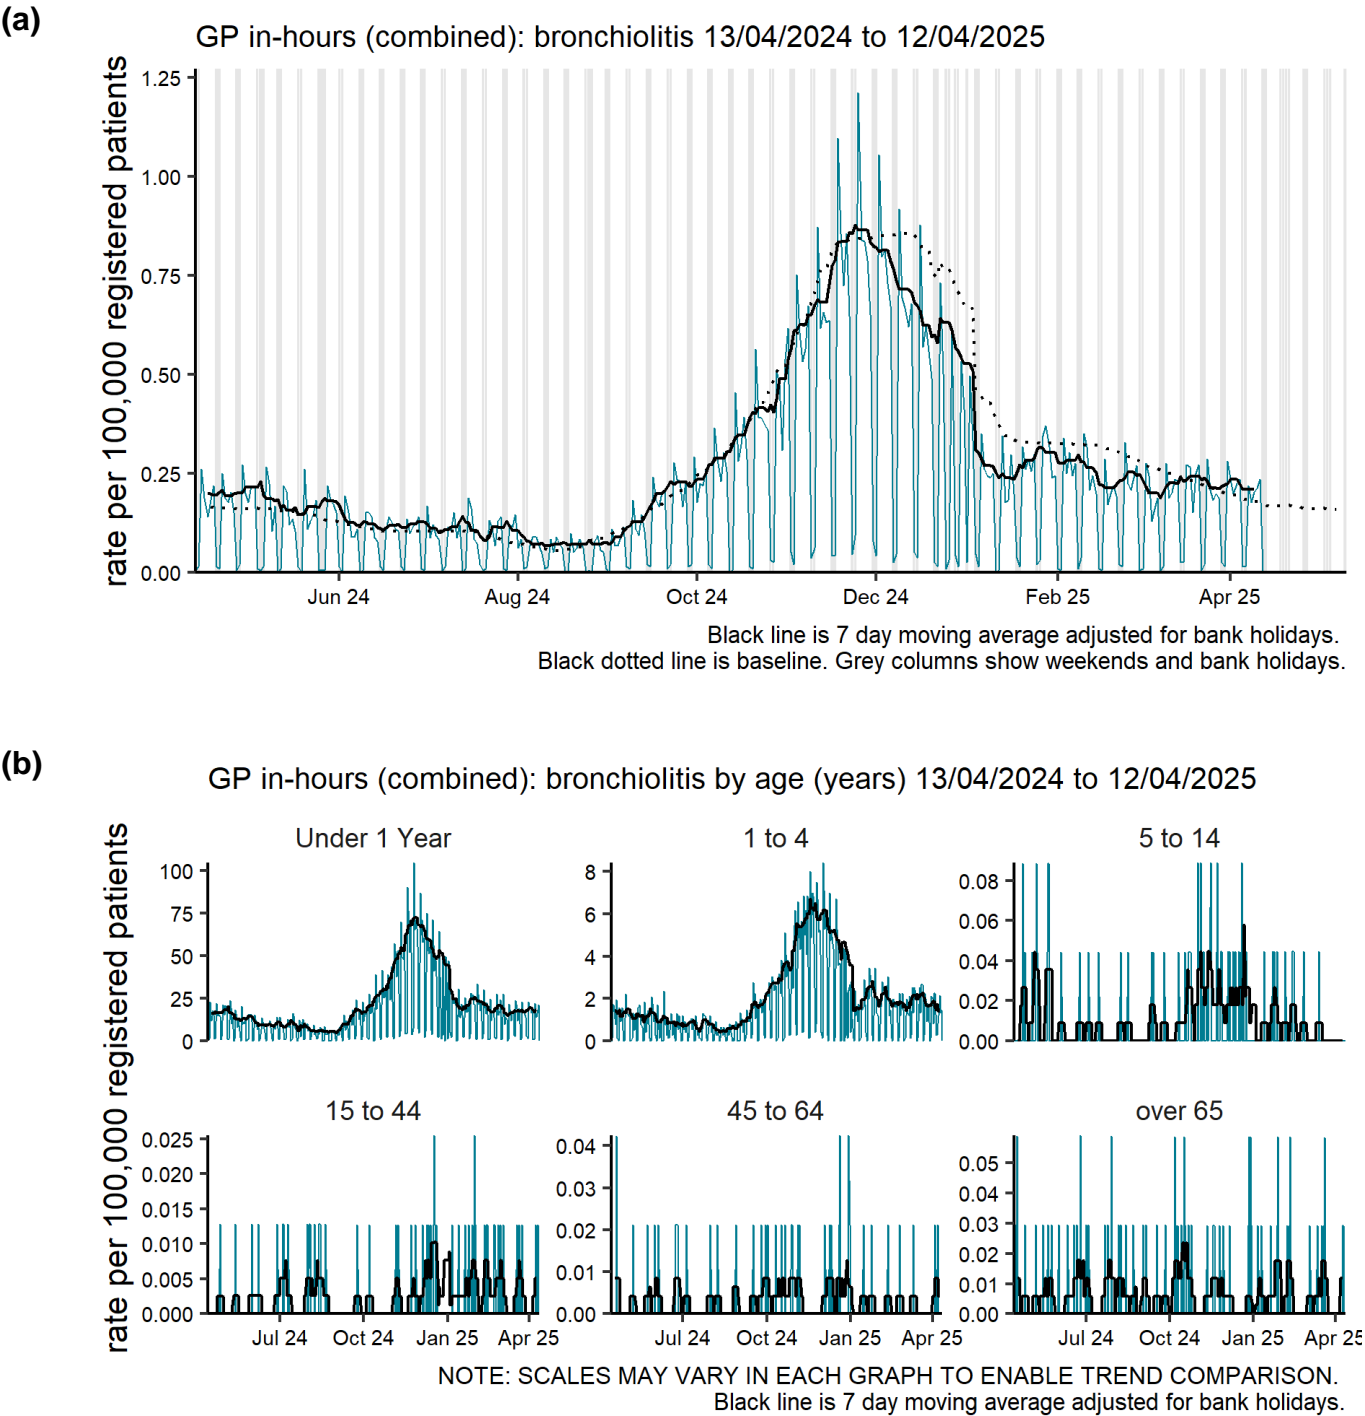 (a)
GP in-hours (combined): bronchiolitis 13/04/2024 to 12/04/2025
rate per 100,000 registered patients
1.25
1.00
0.75
0.50
0.25
0.00
Jun 24 Aug 24 Oct 24 Dec 24 Feb 25 Apr 25
Black line is 7 day moving average adjusted for bank holidays.
Black dotted line is baseline. Grey columns show weekends and bank holidays.
(b)
GP in-hours (combined): bronchiolitis by age (years) 13/04/2024 to 12/04/2025
rate per 100,000 registered patients
Under 1 Year
100
75
50
25
0
1 to 4
8
6
4
2
0
5 to 14
0.08
0.06
0.04
0.02
0.00
15 to 44
0.025
0.020
0.015
0.010
0.005
0.000
Jul 24 Oct 24 Jan 25 Apr 25
45 to 64
0.04
0.03
0.02
0.01
0.00
Jul 24 Oct 24 Jan 25 Apr 25
over 65
0.05
0.04
0.03
0.02
0.01
0.00
Jul 24 Oct 24 Jan 25 Apr 25
NOTE: SCALES MAY VARY IN EACH GRAPH TO ENABLE TREND COMPARISON.
Black line is 7 day moving average adjusted for bank holidays.